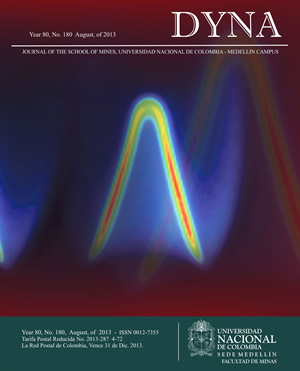 Year 80, No. 180 August, of 2013
DYNA
JOURNAL OF THE SCHOOL OF MINES, UNIVERSIDAD NACIONAL DE COLOMBIA - MEDELLIN CAMPUS
Year 80, No. 180, August, of 2013 - ISSN 0012-7353
Tarifa Postal Reducida No. 2013-287 4-72
La Red Postal de Colombia, Vence 31 de Dic. 2013.
UNIVERSIDAD
NACIONAL
DE COLOMBIA
SEDE MEDELLÍN
FACULTAD DE MINAS